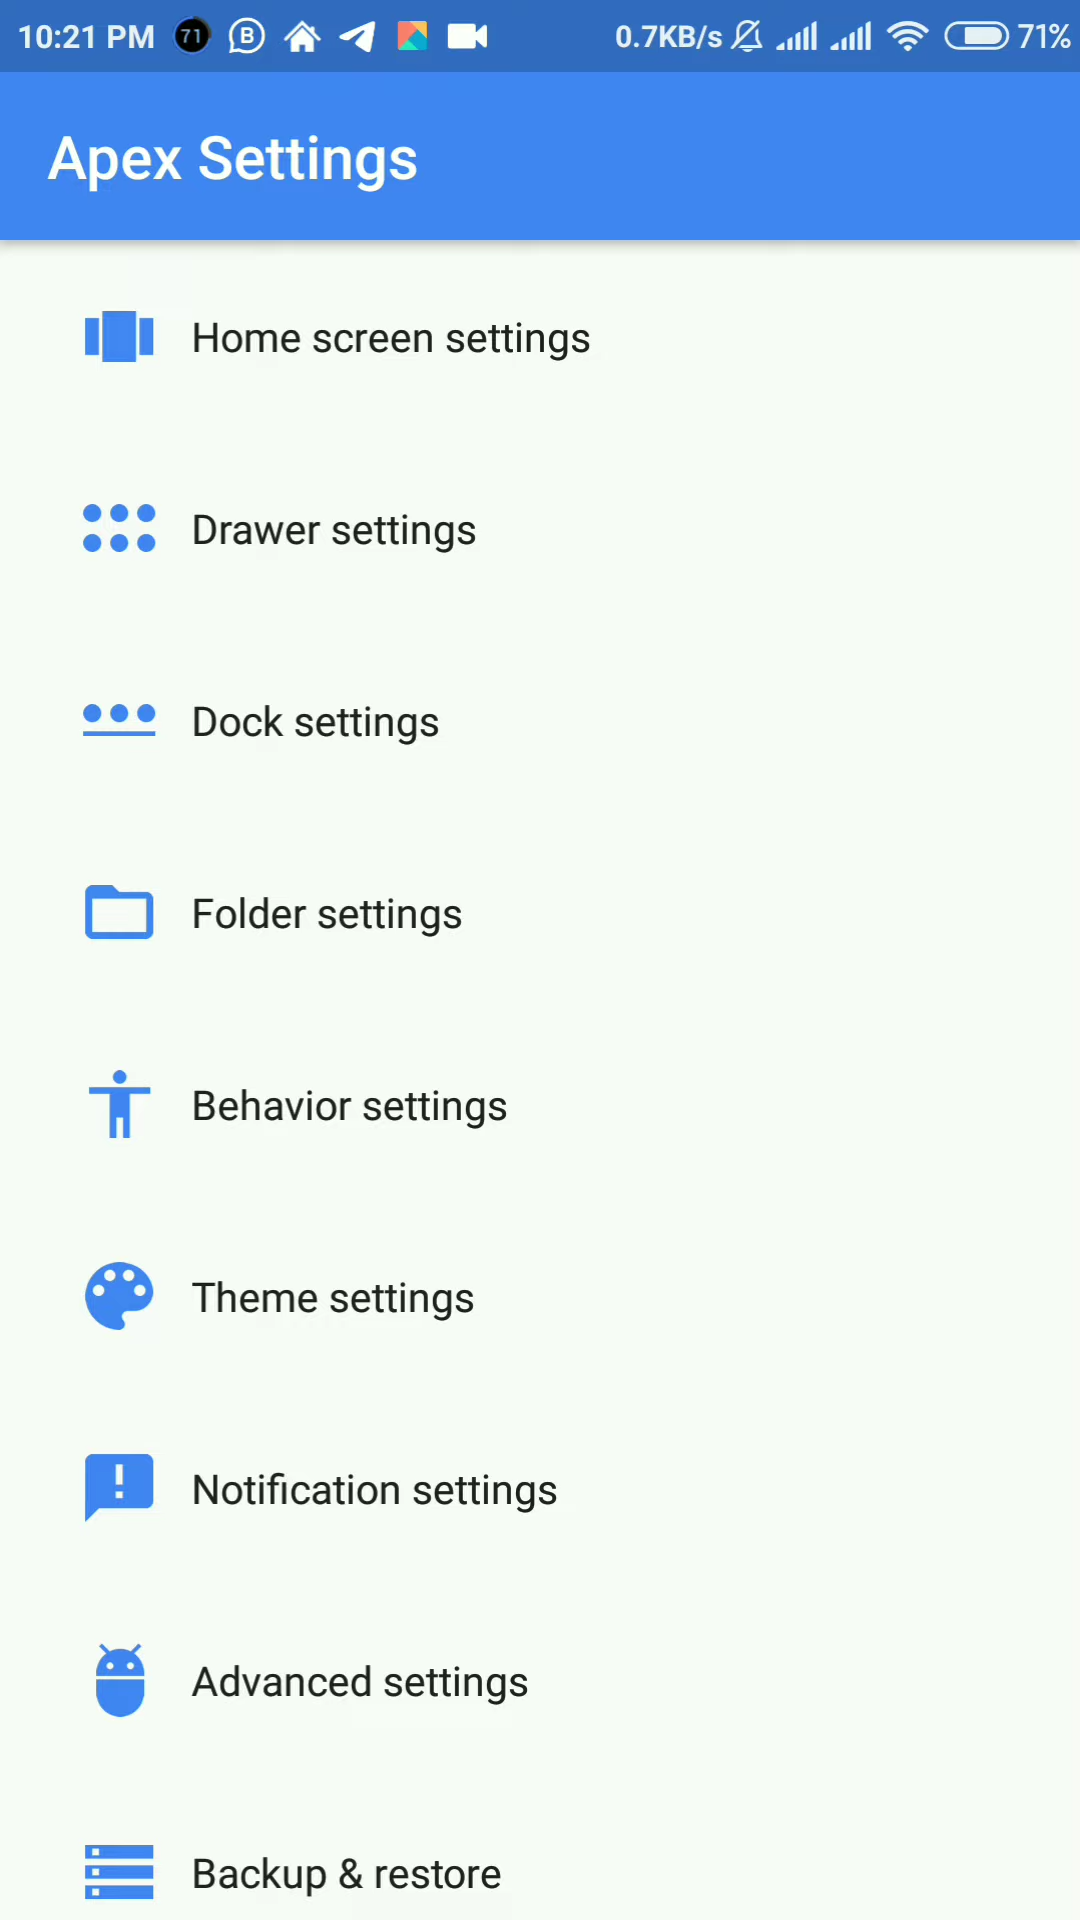 10:21 PM 71 B 0.7KB/s 71%
Apex Settings
Home screen settings
Drawer settings
Dock settings
Folder settings
Behavior settings
Theme settings
Notification settings
Advanced settings
Backup & restore